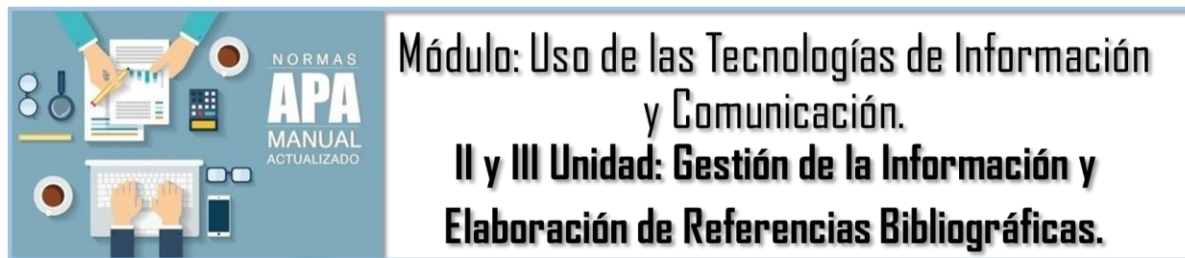 NORMAS
APA
MANUAL
ACTUALIZADO
Módulo: Uso de las Tecnologías de Información
y Comunicación.
II y III Unidad: Gestión de la Información y
Elaboración de Referencias Bibliográficas.